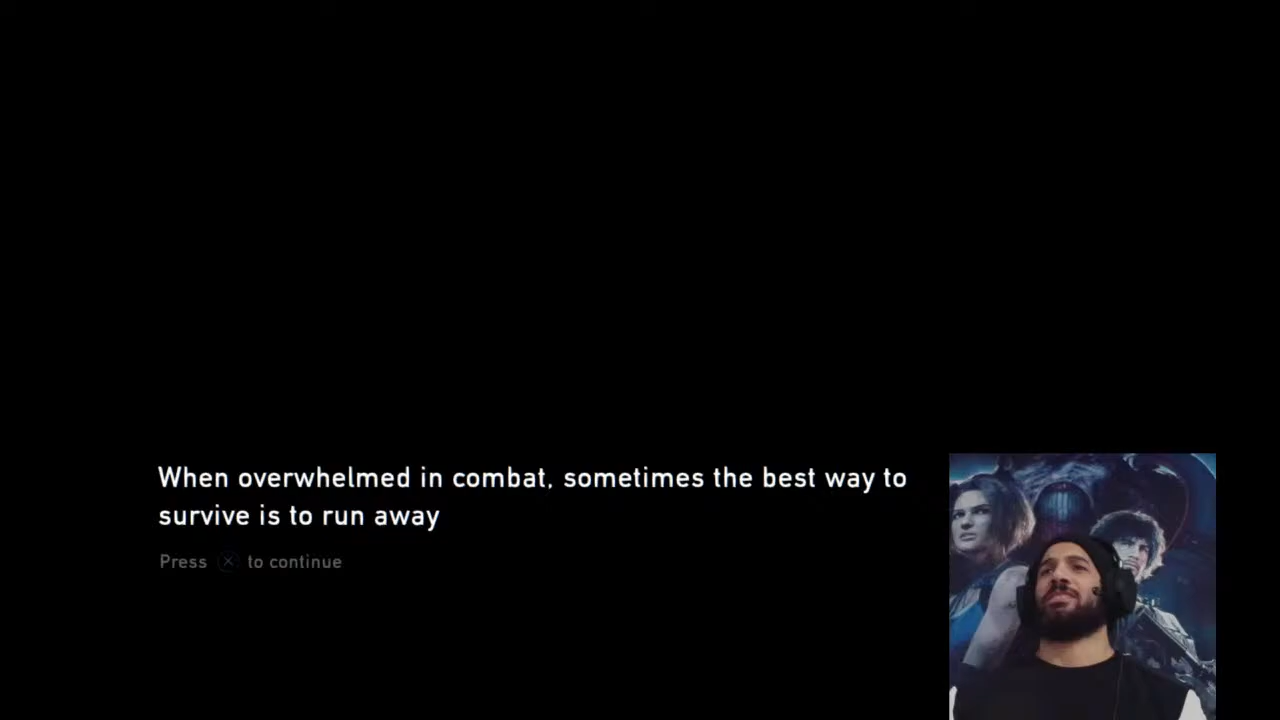 When overwhelmed in combat, sometimes the best way to
survive is to run away
Press ⊗ to continue